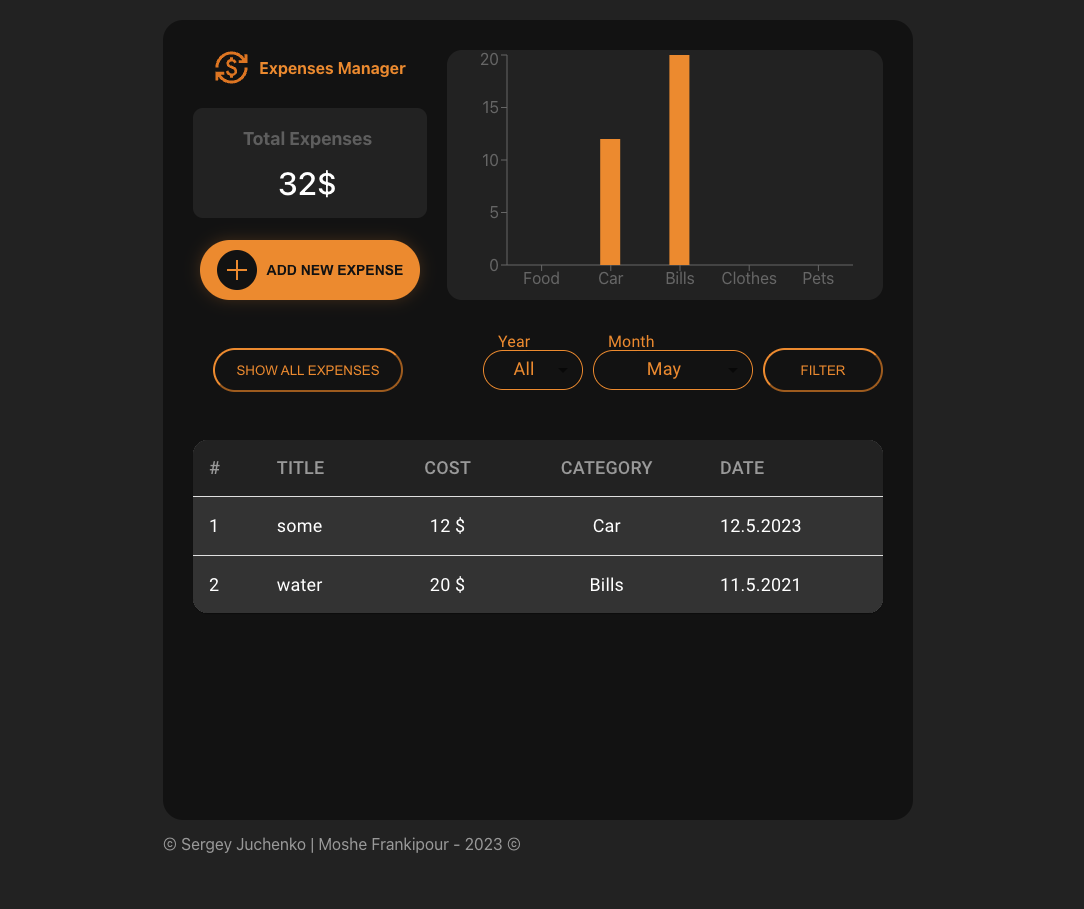 Expenses Manager
Total Expenses
32$
ADD NEW EXPENSE
20
15
10
5
0
Food Car Bills Clothes Pets
SHOW ALL EXPENSES
Year Month
All May FILTER
# TITLE COST CATEGORY DATE
1 some 12 $ Car 12.5.2023
2 water 20 $ Bills 11.5.2021
© Sergey Juchenko | Moshe Frankipour - 2023 ©